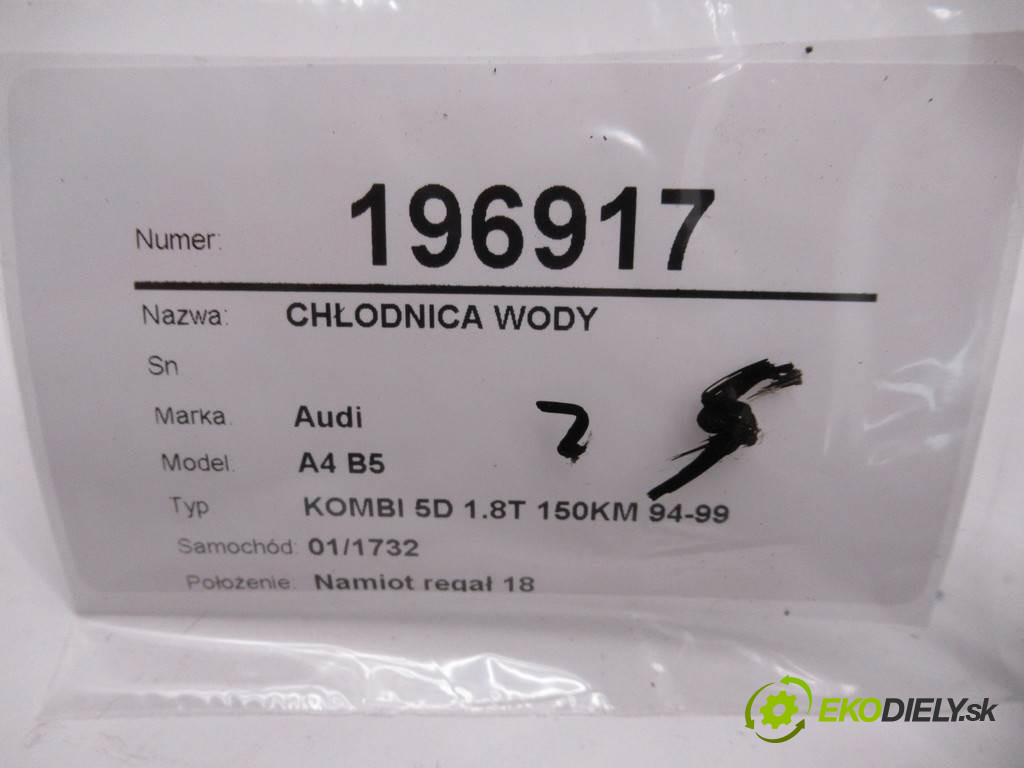 Numer: 196917
Nazwa: CHŁODNICA WODY
Sn
Marka: Audi
Model: A4 B5
Typ KOMBI 5D 1.8T 150KM 94-99
Samochód: 01/1732
Położenie: Namiot regał 18
EKODIELY.sk